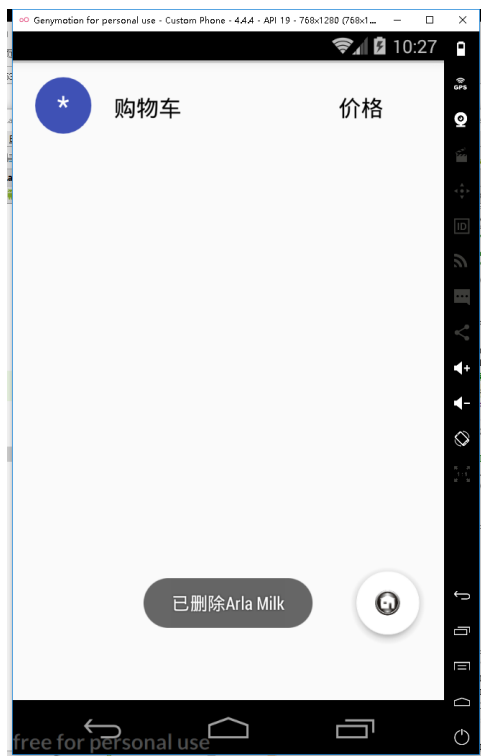 Genymotion for personal use - Custom Phone - 4.4.4 - API 19 - 768x1280 (768x1...
10:27
GPS
* 购物车 价格
ID
已删除Arla Milk
free for personal use